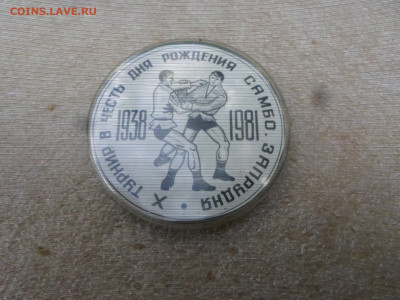 COINS.LAVE.RU
X ТУРНИР В ЧЕСТЬ ДНЯ РОЖДЕНИЯ САМБО. ЗАПРУДНЯ
1938 1981